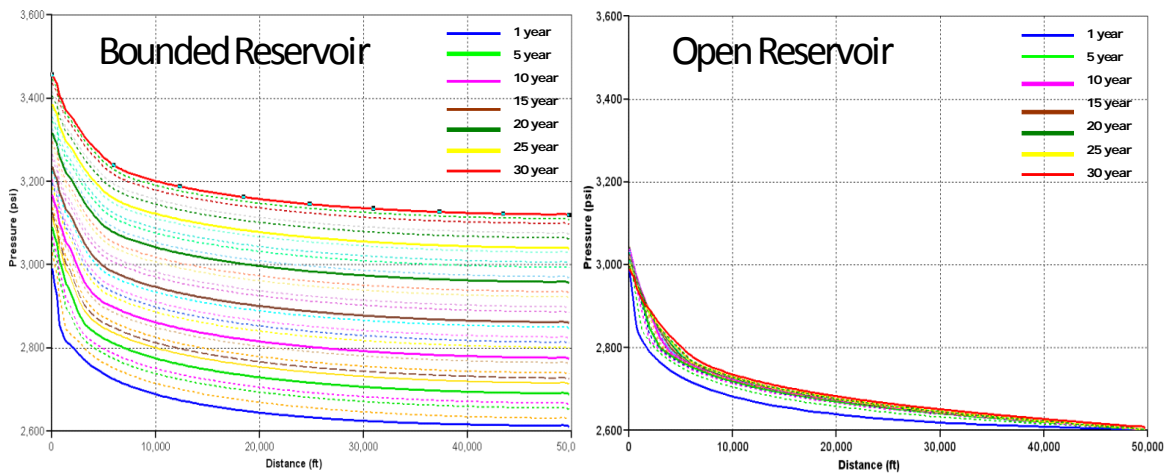 Bounded Reservoir
3,600
3,400
3,200
3,000
2,800
2,600
Pressure (psi)
0
10,000
20,000
30,000
40,000
50,0
Distance (ft)
1 year
5 year
10 year
15 year
20 year
25 year
30 year
Open Reservoir
3,600
3,400
3,200
3,000
2,800
2,600
Pressure (psi)
0
10,000
20,000
30,000
40,000
50,000
Distance (ft)
1 year
5 year
10 year
15 year
20 year
25 year
30 year